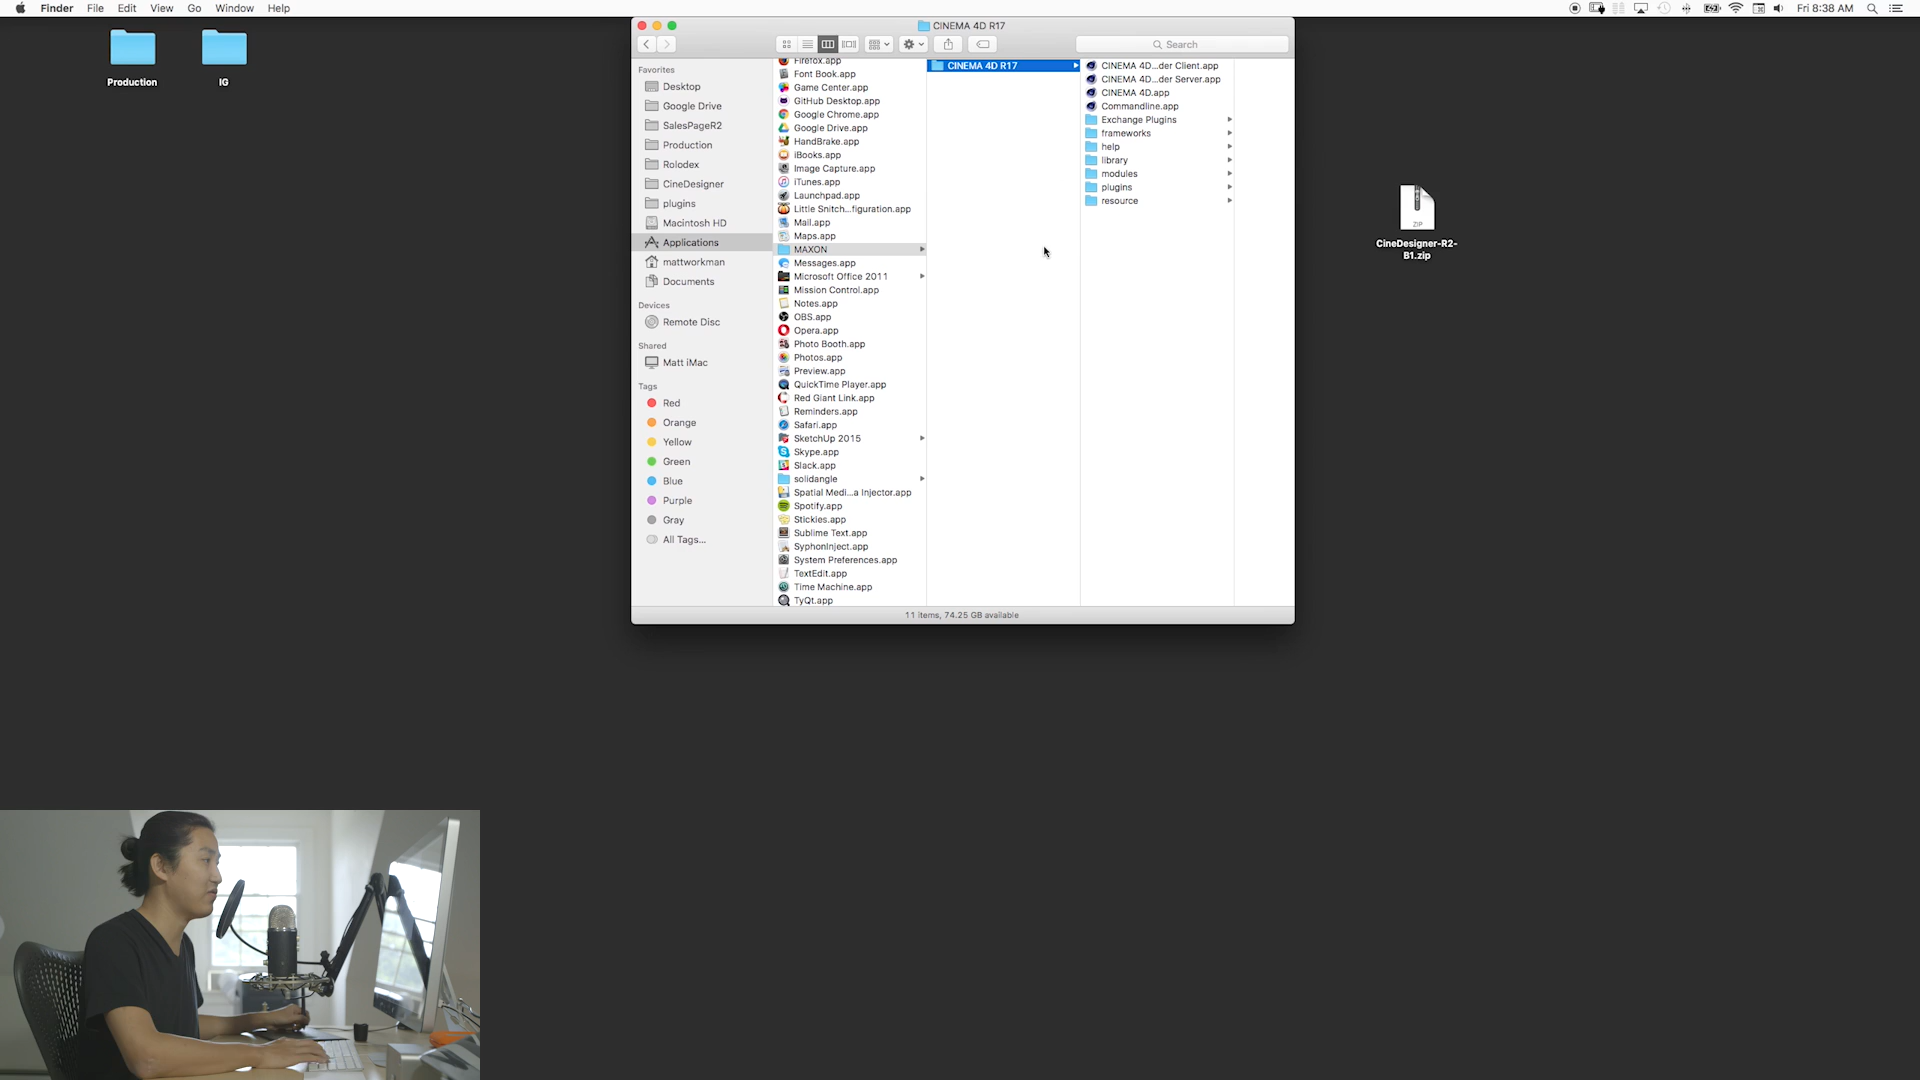 Finder File Edit View Go Window Help
Fri 8:38 AM
CINEMA 4D R17
Search
Production
IG
CineDesigner-R2-
B1.zip
ZIP
Favorites
Desktop
Google Drive
SalesPageR2
Production
Rolodex
CineDesigner
plugins
Macintosh HD
Applications
mattworkman
Documents
Devices
Remote Disc
Shared
Matt iMac
Tags
Red
Orange
Yellow
Green
Blue
Purple
Gray
All Tags...
Firefox.app
Font Book.app
Game Center.app
GitHub Desktop.app
Google Chrome.app
Google Drive.app
HandBrake.app
iBooks.app
Image Capture.app
iTunes.app
Launchpad.app
Little Snitch...figuration.app
Mail.app
Maps.app
MAXON
Messages.app
Microsoft Office 2011
Mission Control.app
Notes.app
OBS.app
Opera.app
Photo Booth.app
Photos.app
Preview.app
QuickTime Player.app
Red Giant Link.app
Reminders.app
Safari.app
SketchUp 2015
Skype.app
Slack.app
solidangle
Spatial Medi...a Injector.app
Spotify.app
Stickies.app
Sublime Text.app
SyphonInject.app
System Preferences.app
TextEdit.app
Time Machine.app
TyQt.app
CINEMA 4D R17
CINEMA 4D...der Client.app
CINEMA 4D...der Server.app
CINEMA 4D.app
Commandline.app
Exchange Plugins
frameworks
help
library
modules
plugins
resource
11 items, 74.25 GB available